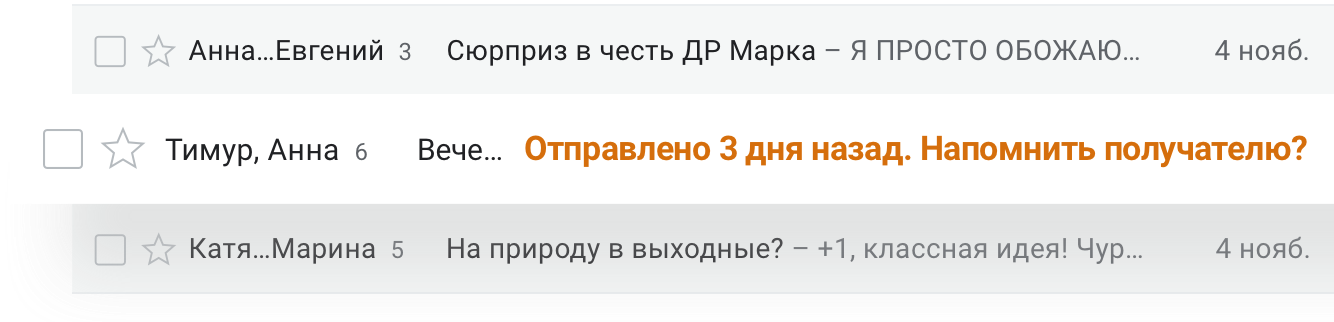 Анна…Евгений 3 Сюрприз в честь ДР Марка – Я ПРОСТО ОБОЖАЮ… 4 нояб.
Тимур, Анна 6 Вече… Отправлено 3 дня назад. Напомнить получателю?
Катя…Марина 5 На природу в выходные? – +1, классная идея! Чур… 4 нояб.